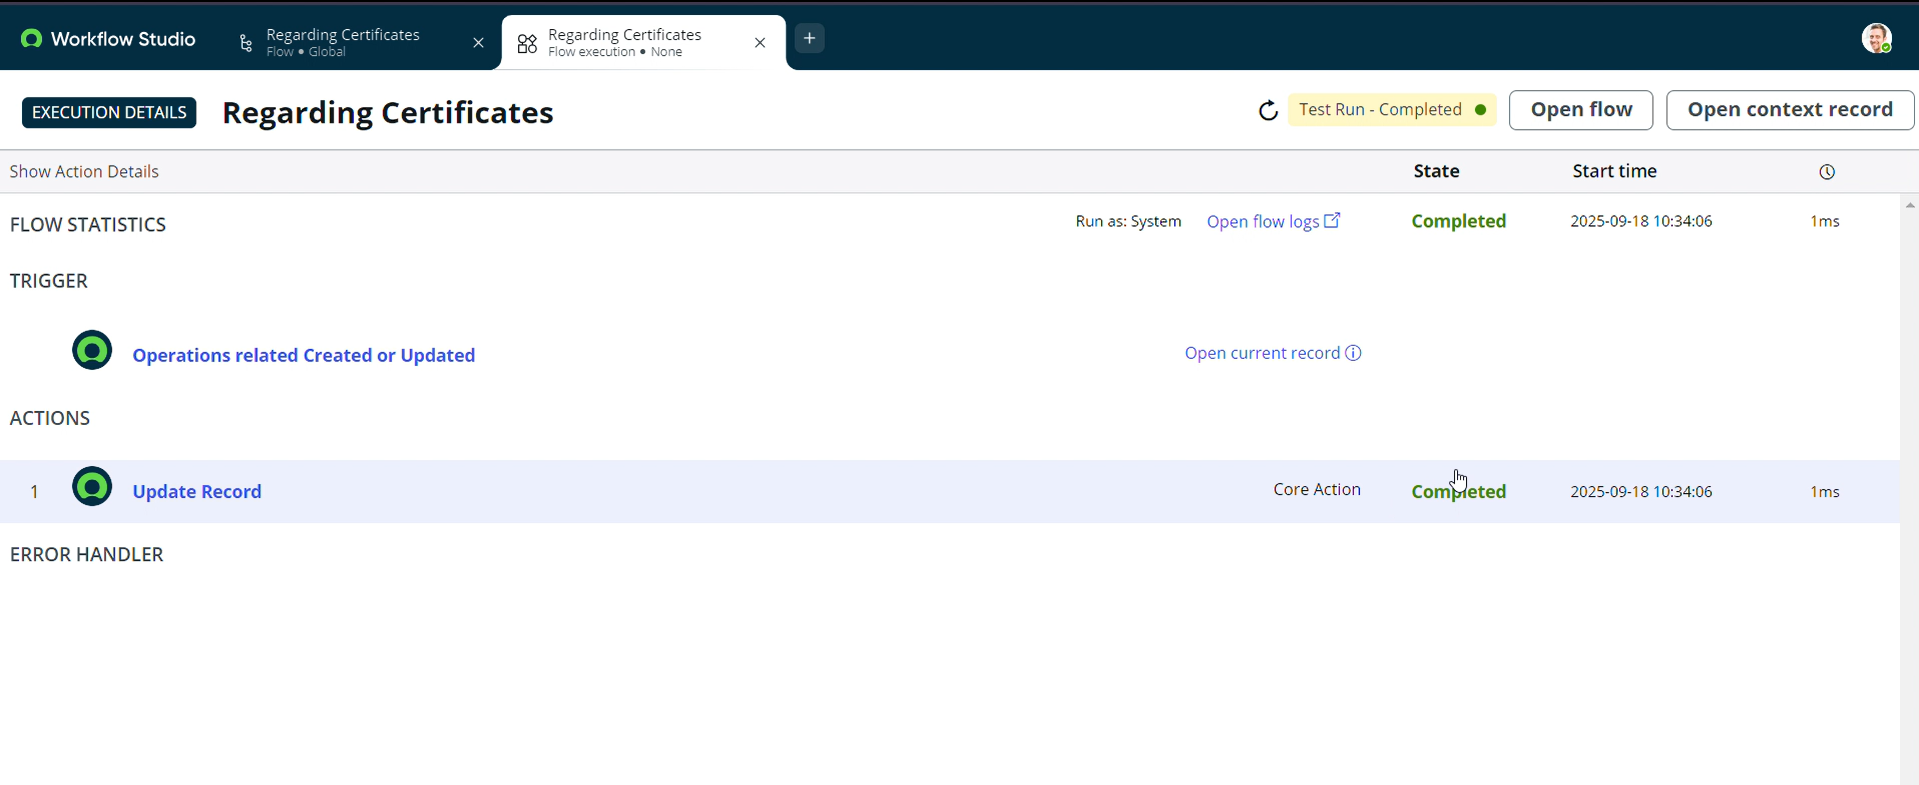 Workflow Studio
Regarding Certificates
Flow • Global
Regarding Certificates
Flow execution • None
EXECUTION DETAILS
Regarding Certificates
Test Run - Completed
Open flow
Open context record
Show Action Details
State
Start time
FLOW STATISTICS
Run as: System
Open flow logs
Completed
2025-09-18 10:34:06
1ms
TRIGGER
Operations related Created or Updated
Open current record
ACTIONS
1
Update Record
Core Action
Completed
2025-09-18 10:34:06
1ms
ERROR HANDLER